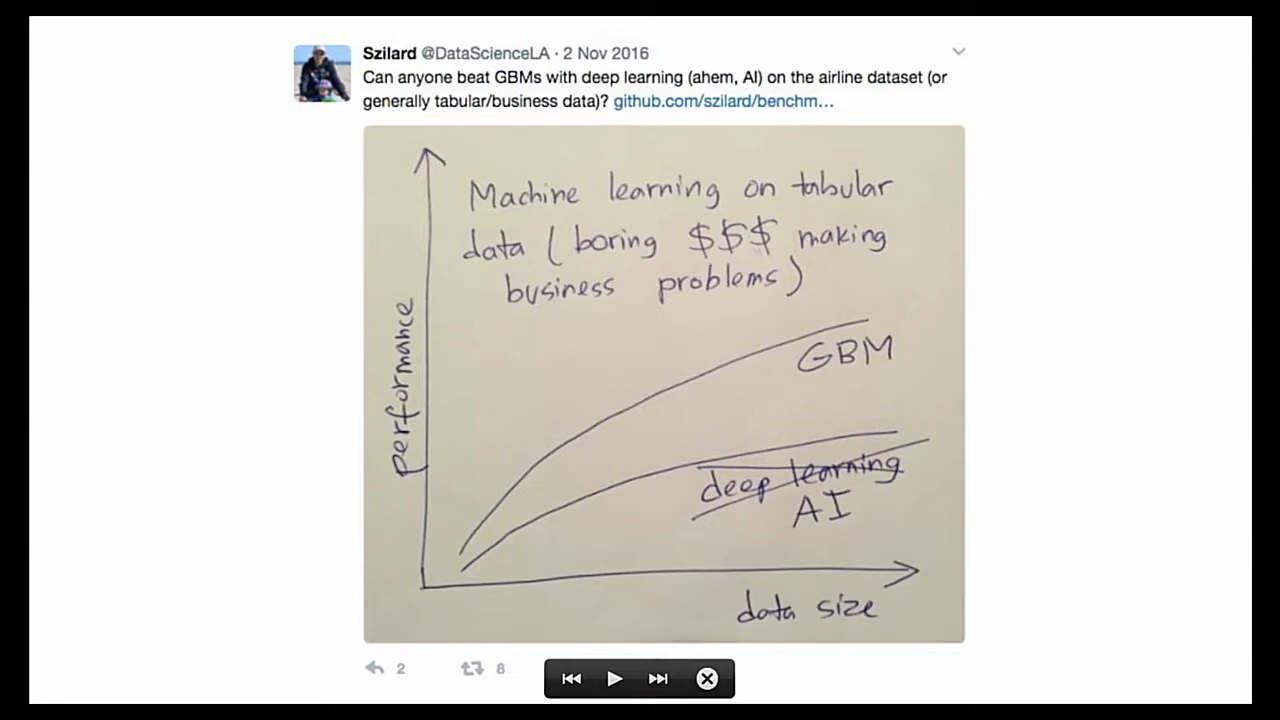 Szilard @DataScienceLA · 2 Nov 2016
Can anyone beat GBMs with deep learning (ahem, AI) on the airline dataset (or
generally tabular/business data)? github.com/szilard/benchm…
Machine learning on tabular
data (boring $$$ making
business problems)
performance
GBM
deep learning
AI
data size
2
8